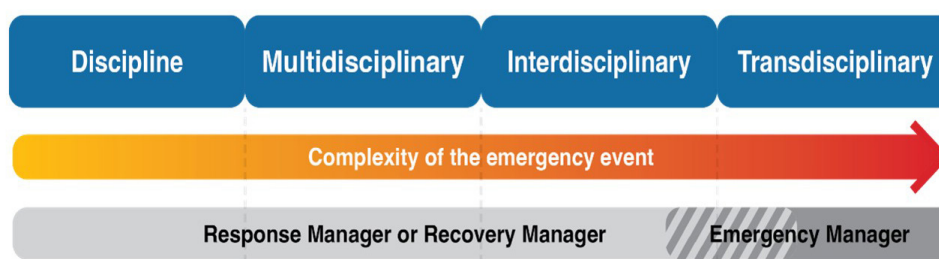 Discipline Multidisciplinary Interdisciplinary Transdisciplinary
Complexity of the emergency event
Response Manager or Recovery Manager Emergency Manager